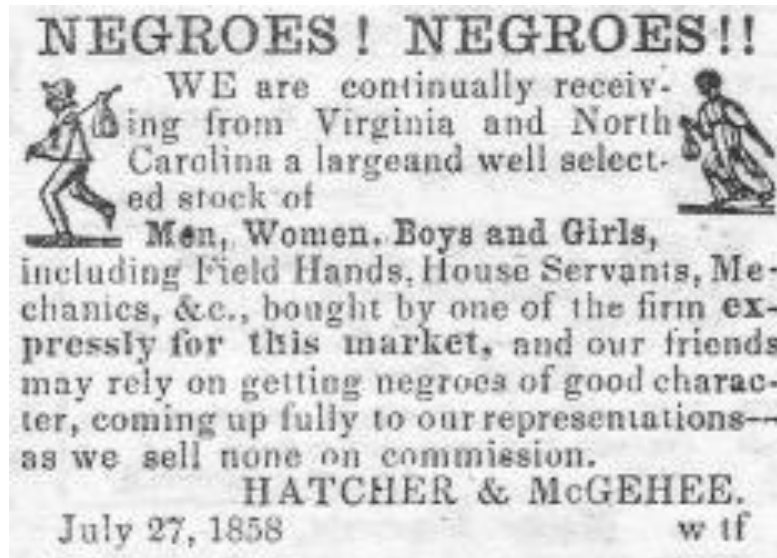 NEGROES! NEGROES!!
WE are continually receiv-
ing from Virginia and North
Carolina a largeand well select-
ed stock of
Men, Women, Boys and Girls,
including Field Hands, House Servants, Me-
chanics, &c., bought by one of the firm ex-
pressly for this market, and our friends
may rely on getting negroes of good charac-
ter, coming up fully to our representations--
as we sell none on commission.
HATCHER & McGEHEE.
July 27, 1858 w tf